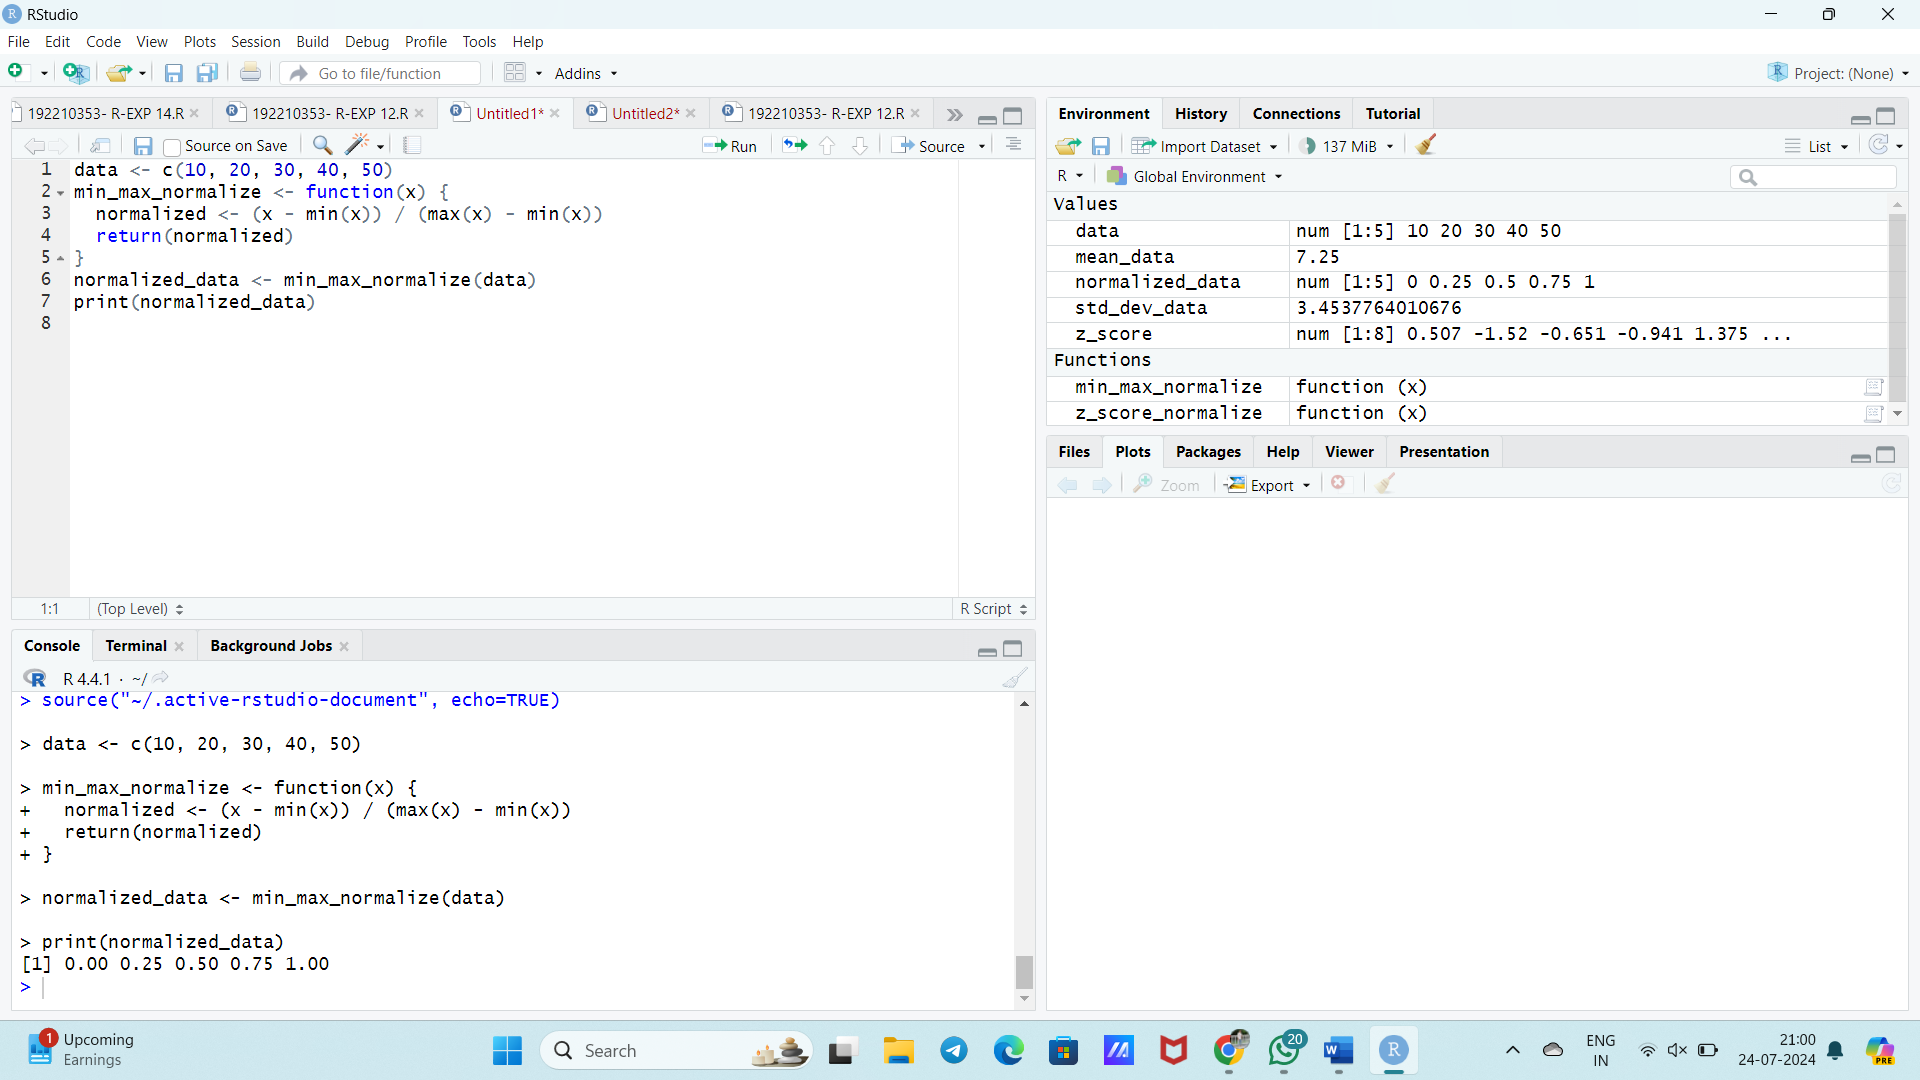 RStudio
File Edit Code View Plots Session Build Debug Profile Tools Help
Go to file/function Addins Project: (None)
192210353- R-EXP 14.R 192210353- R-EXP 12.R Untitled1* Untitled2* 192210353- R-EXP 12.R
Source on Save Run Source
1 data <- c(10, 20, 30, 40, 50)
2 min_max_normalize <- function(x) {
3 normalized <- (x - min(x)) / (max(x) - min(x))
4 return(normalized)
5 }
6 normalized_data <- min_max_normalize(data)
7 print(normalized_data)
8
1:1 (Top Level) R Script
Console Terminal Background Jobs
R 4.4.1 · ~/
> source("~/.active-rstudio-document", echo=TRUE)
> data <- c(10, 20, 30, 40, 50)
> min_max_normalize <- function(x) {
+ normalized <- (x - min(x)) / (max(x) - min(x))
+ return(normalized)
+ }
> normalized_data <- min_max_normalize(data)
> print(normalized_data)
[1] 0.00 0.25 0.50 0.75 1.00
>
Environment History Connections Tutorial
Import Dataset 137 MiB List
R Global Environment
Values
data num [1:5] 10 20 30 40 50
mean_data 7.25
normalized_data num [1:5] 0 0.25 0.5 0.75 1
std_dev_data 3.4537764010676
z_score num [1:8] 0.507 -1.52 -0.651 -0.941 1.375 ...
Functions
min_max_normalize function (x)
z_score_normalize function (x)
Files Plots Packages Help Viewer Presentation
Zoom Export
1 Upcoming
Earnings
Search
20
ENG
IN
21:00
24-07-2024
PRE